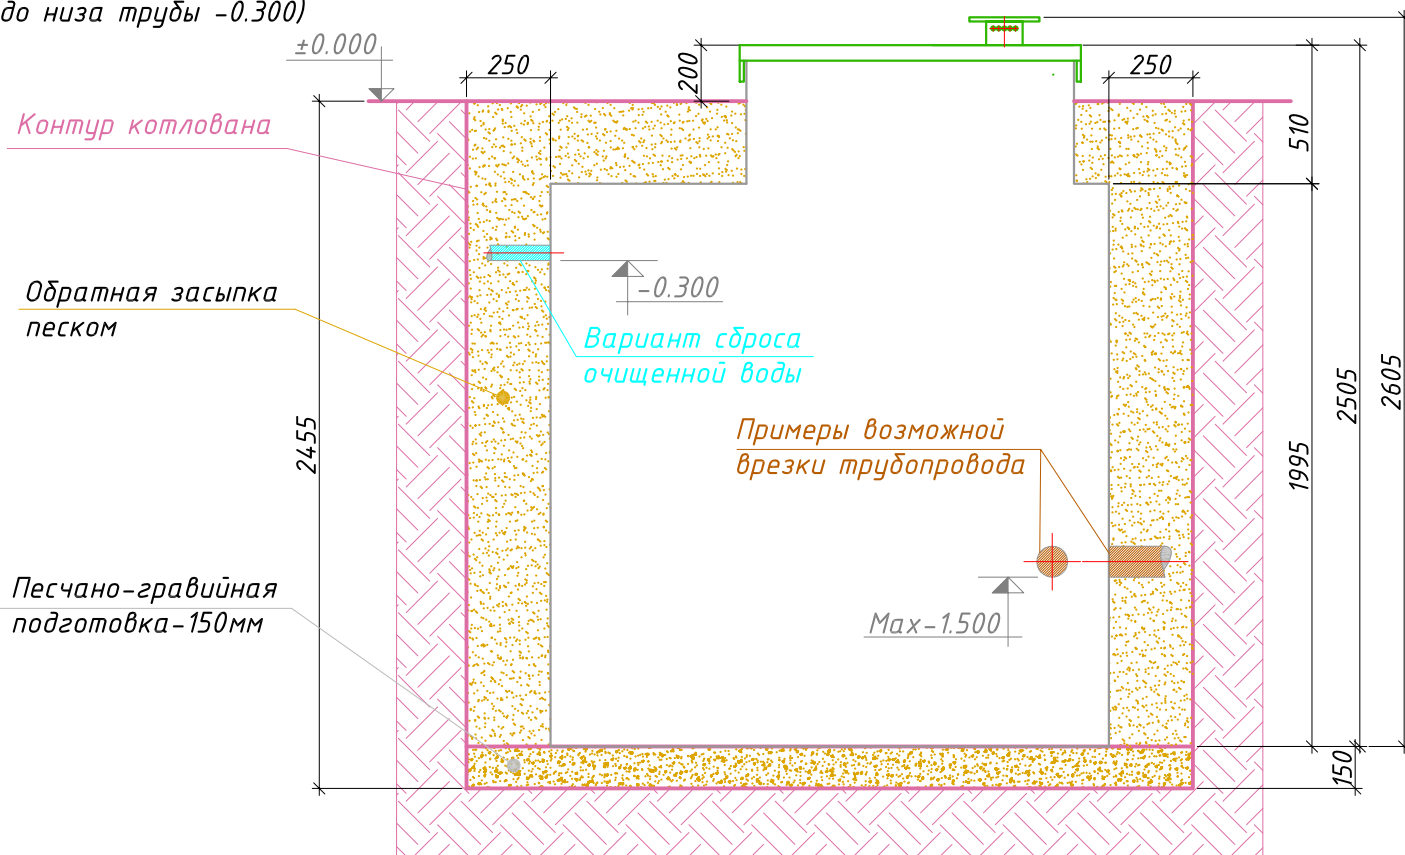 до низа трубы -0.300)
±0.000
250
200
250
Контур котлована
510
Обратная засыпка
песком
-0.300
Вариант сброса
очищенной воды
2455
Примеры возможной
врезки трубопровода
1995
2505
2605
Песчано-гравийная
подготовка-150мм
Max-1.500
150